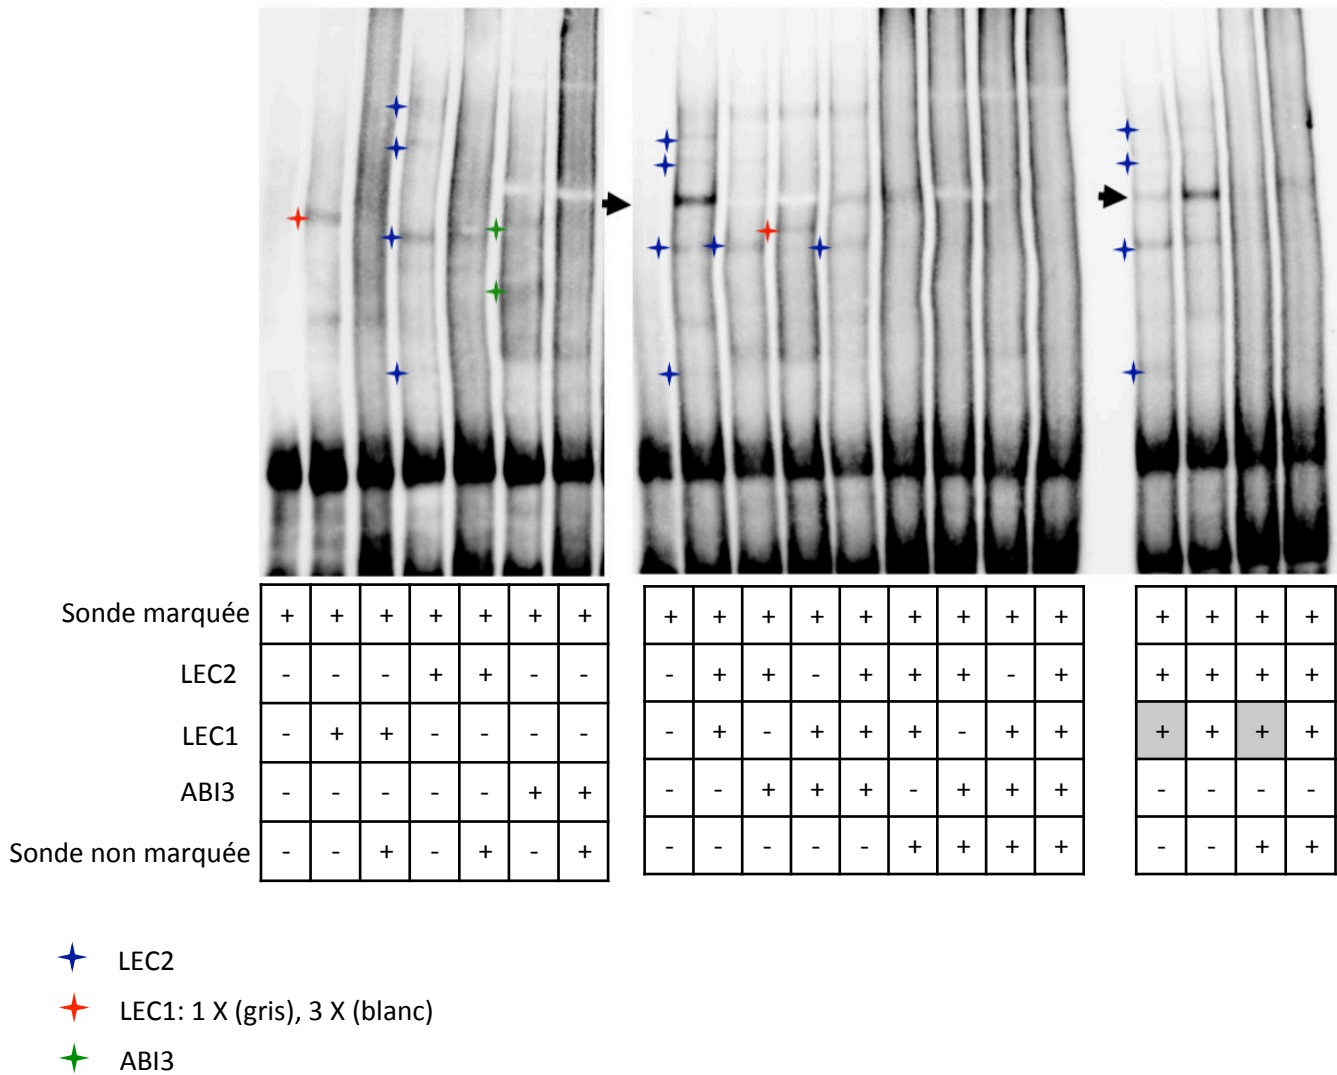 Sonde marquée + + + + + + + + + + + + + + + + + + + +
LEC2 - - - + + - - - + + - + + + - + + + + +
LEC1 - + + - - - - - + - + + + - + + + + + +
ABI3 - - - - - + + - - + + + - + + + - - - -
Sonde non marquée - - + - + - + - - - - - + + + + - - + +
LEC2
LEC1: 1 X (gris), 3 X (blanc)
ABI3